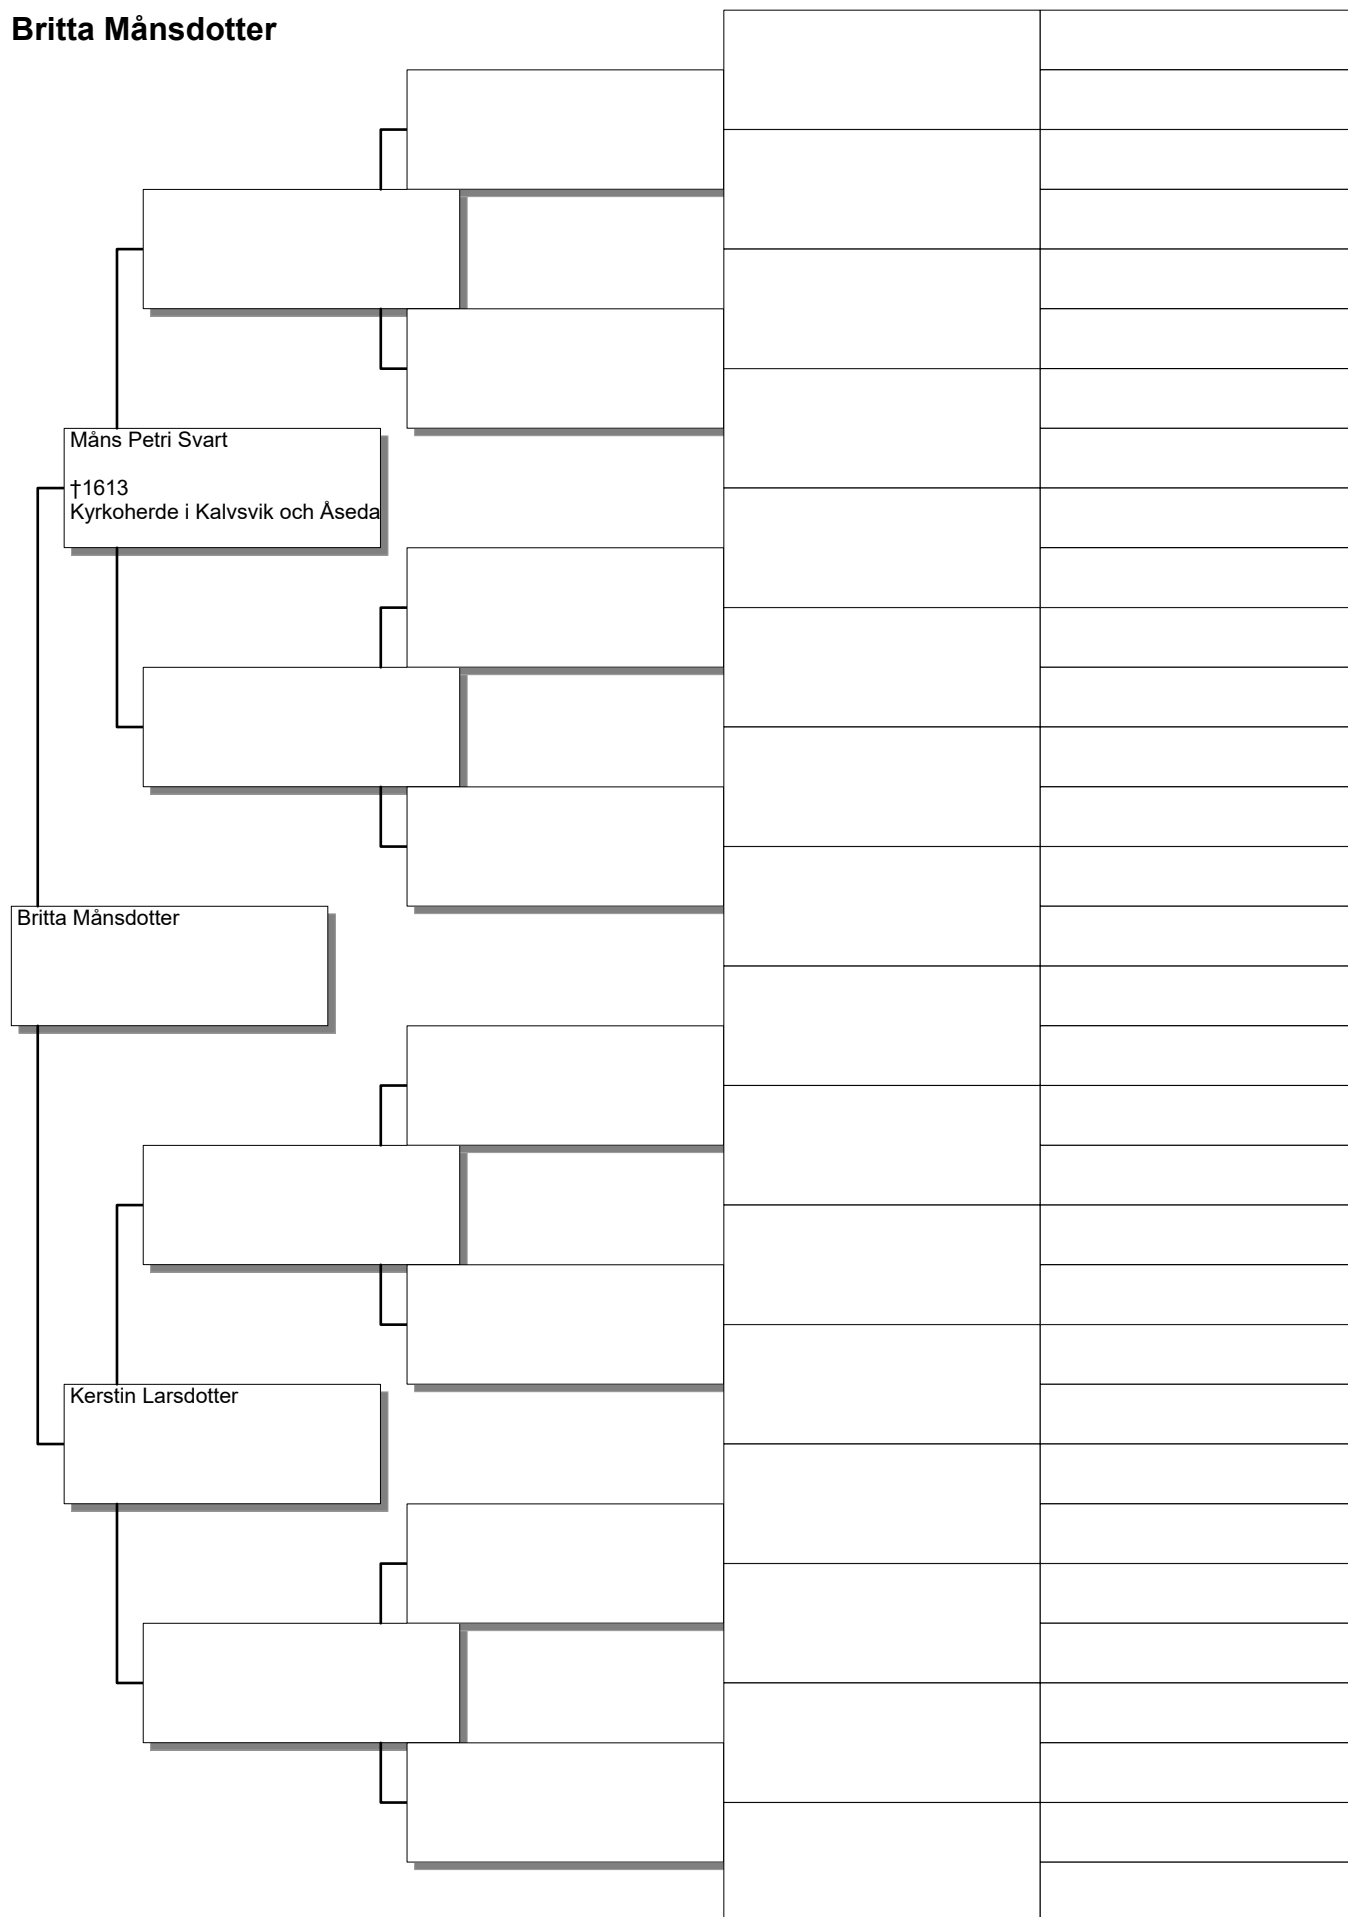 Britta Månsdotter
Måns Petri Svart
†1613
Kyrkoherde i Kalvsvik och Åseda
Britta Månsdotter
Kerstin Larsdotter